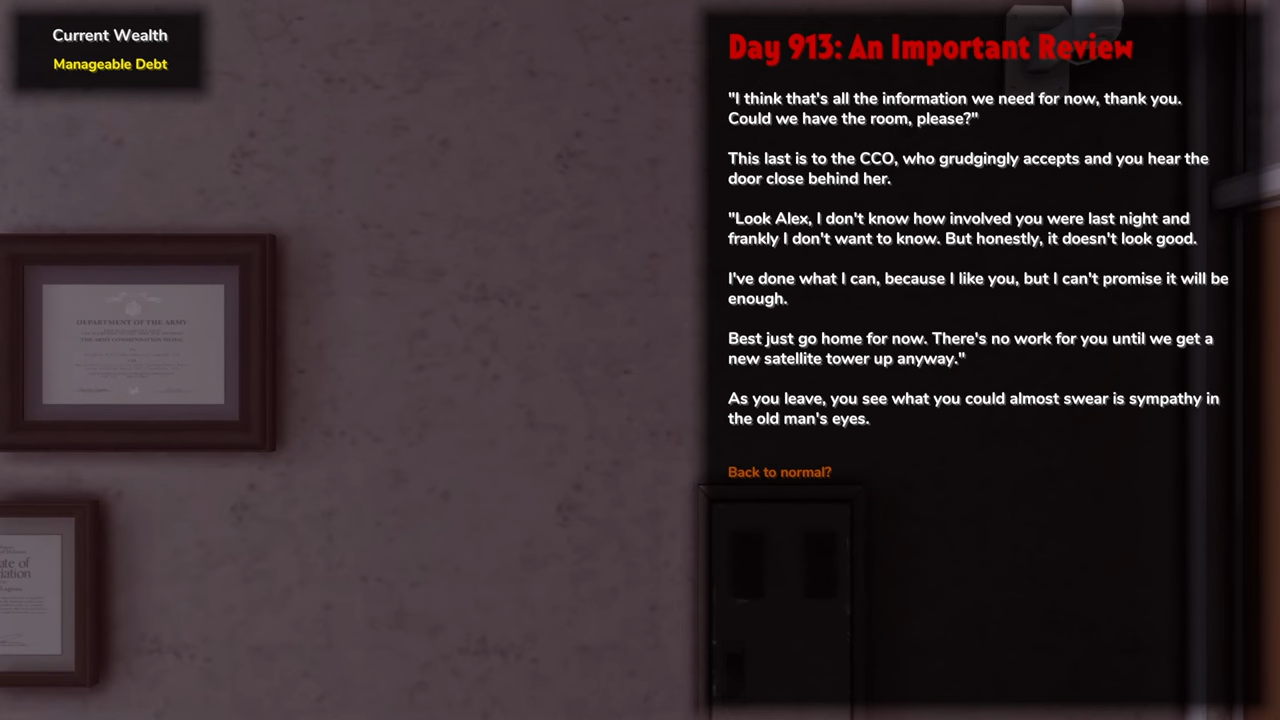 Current Wealth
Manageable Debt
Day 913: An Important Review
"I think that's all the information we need for now, thank you.
Could we have the room, please?"
This last is to the CCO, who grudgingly accepts and you hear the
door close behind her.
"Look Alex, I don't know how involved you were last night and
frankly I don't want to know. But honestly, it doesn't look good.
I've done what I can, because I like you, but I can't promise it will be
enough.
Best just go home for now. There's no work for you until we get a
new satellite tower up anyway."
As you leave, you see what you could almost swear is sympathy in
the old man's eyes.
Back to normal?
DEPARTMENT OF THE ARMY